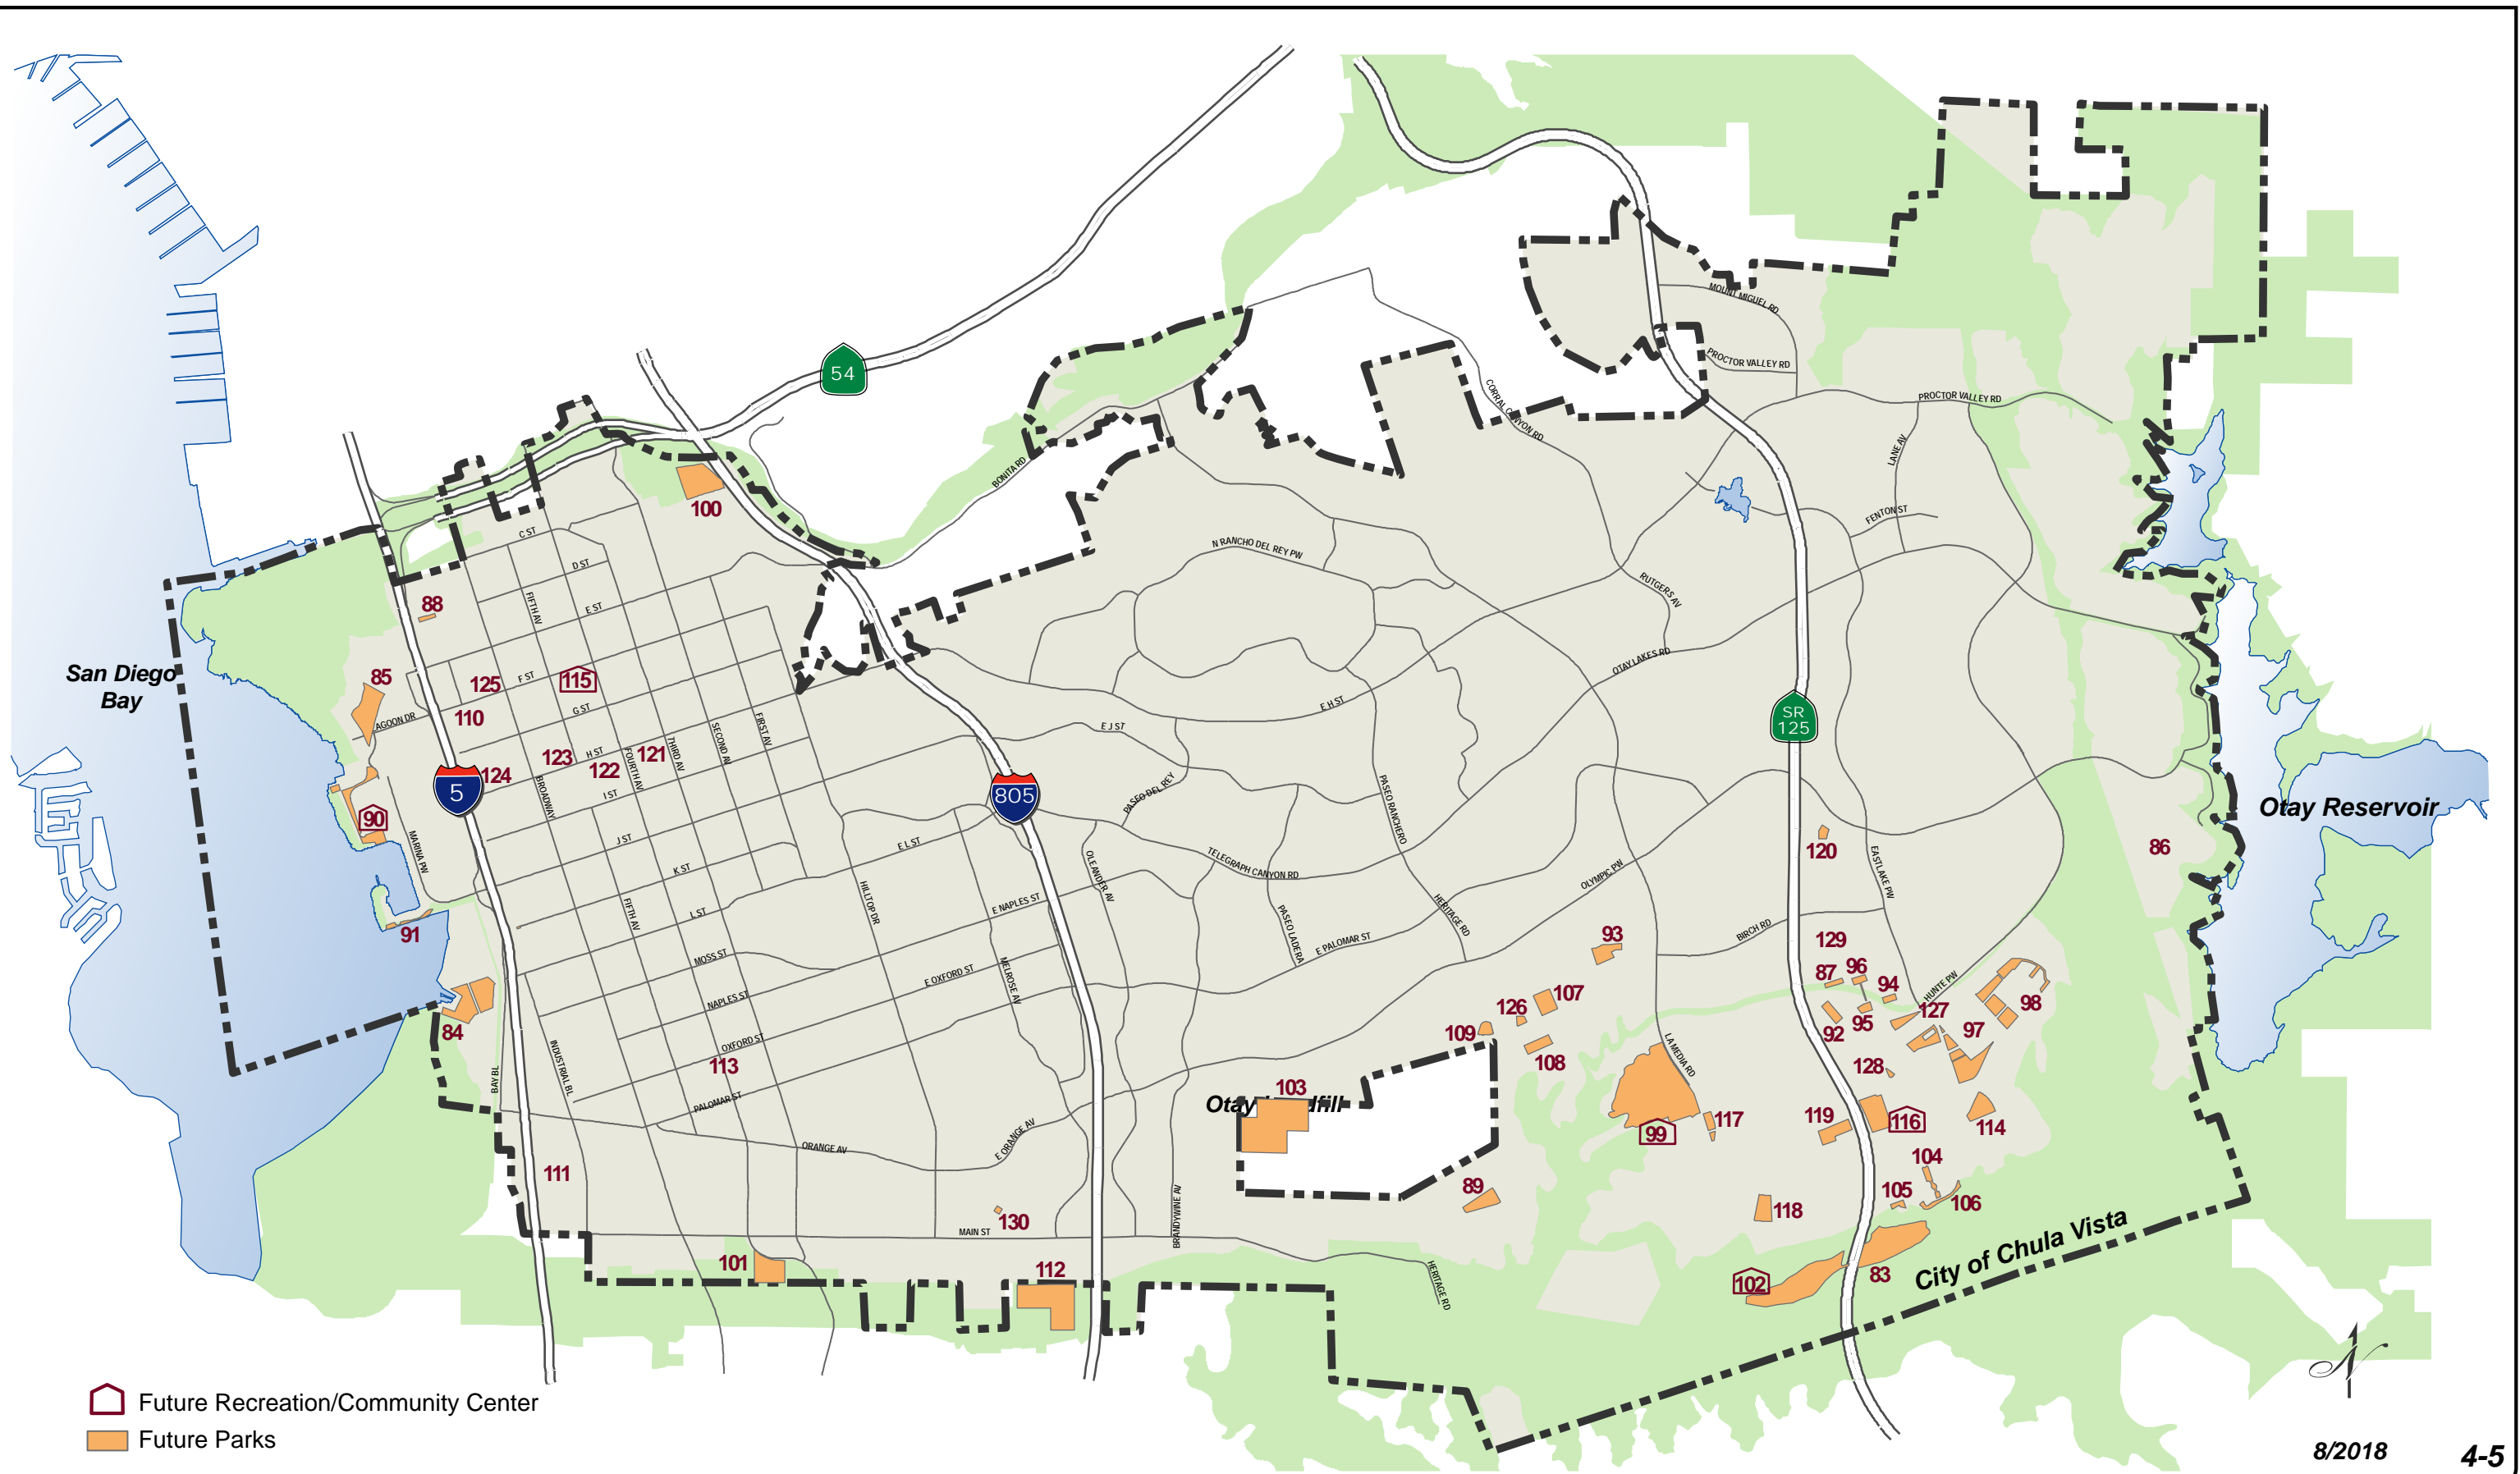 54
MOUNT MIGUEL RD
PROCTOR VALLEY RD
PROCTOR VALLEY RD
CORRAL CANYON RD
LANE AV
BONITA RD
100
FENTON ST
C ST
D ST
N RANCHO DEL REY PW
RUTGERS AV
88
FIFTH AV
E ST
San Diego
Bay
85
125
F ST
115
OTAY LAKES RD
E H ST
AGOON DR
110
G ST
FIRST AV
SECOND AV
E J ST
SR
125
123
H ST
121
THIRD AV
122
FOURTH AV
124
5
805
BROADWAY
I ST
PASEO DEL REY
PASEO RANCHERO
Otay Reservoir
90
MARINA PW
J ST
E L ST
K ST
OLEANDER AV
TELEGRAPH CANYON RD
120
86
EASTLAKE PW
OLYMPIC PW
HILLTOP DR
FIFTH AV
L ST
E NAPLES ST
HERITAGE RD
PASEO LADERA
91
93
BIRCH RD
129
E PALOMAR ST
MOSS ST
MELROSE AV
E OXFORD ST
87
96
94
HUNTE PW
98
NAPLES ST
107
126
127
84
109
92
95
97
OXFORD ST
108
LA MEDIA RD
113
128
INDUSTRIAL BL
BAY BL
103
PALOMAR ST
119
116
117
99
114
ORANGE AV
E ORANGE AV
111
104
89
105
106
118
130
MAIN ST
BRANDYWINE AV
101
112
HERITAGE RD
102
83
City of Chula Vista
Future Recreation/Community Center
Future Parks
8/2018
4-5